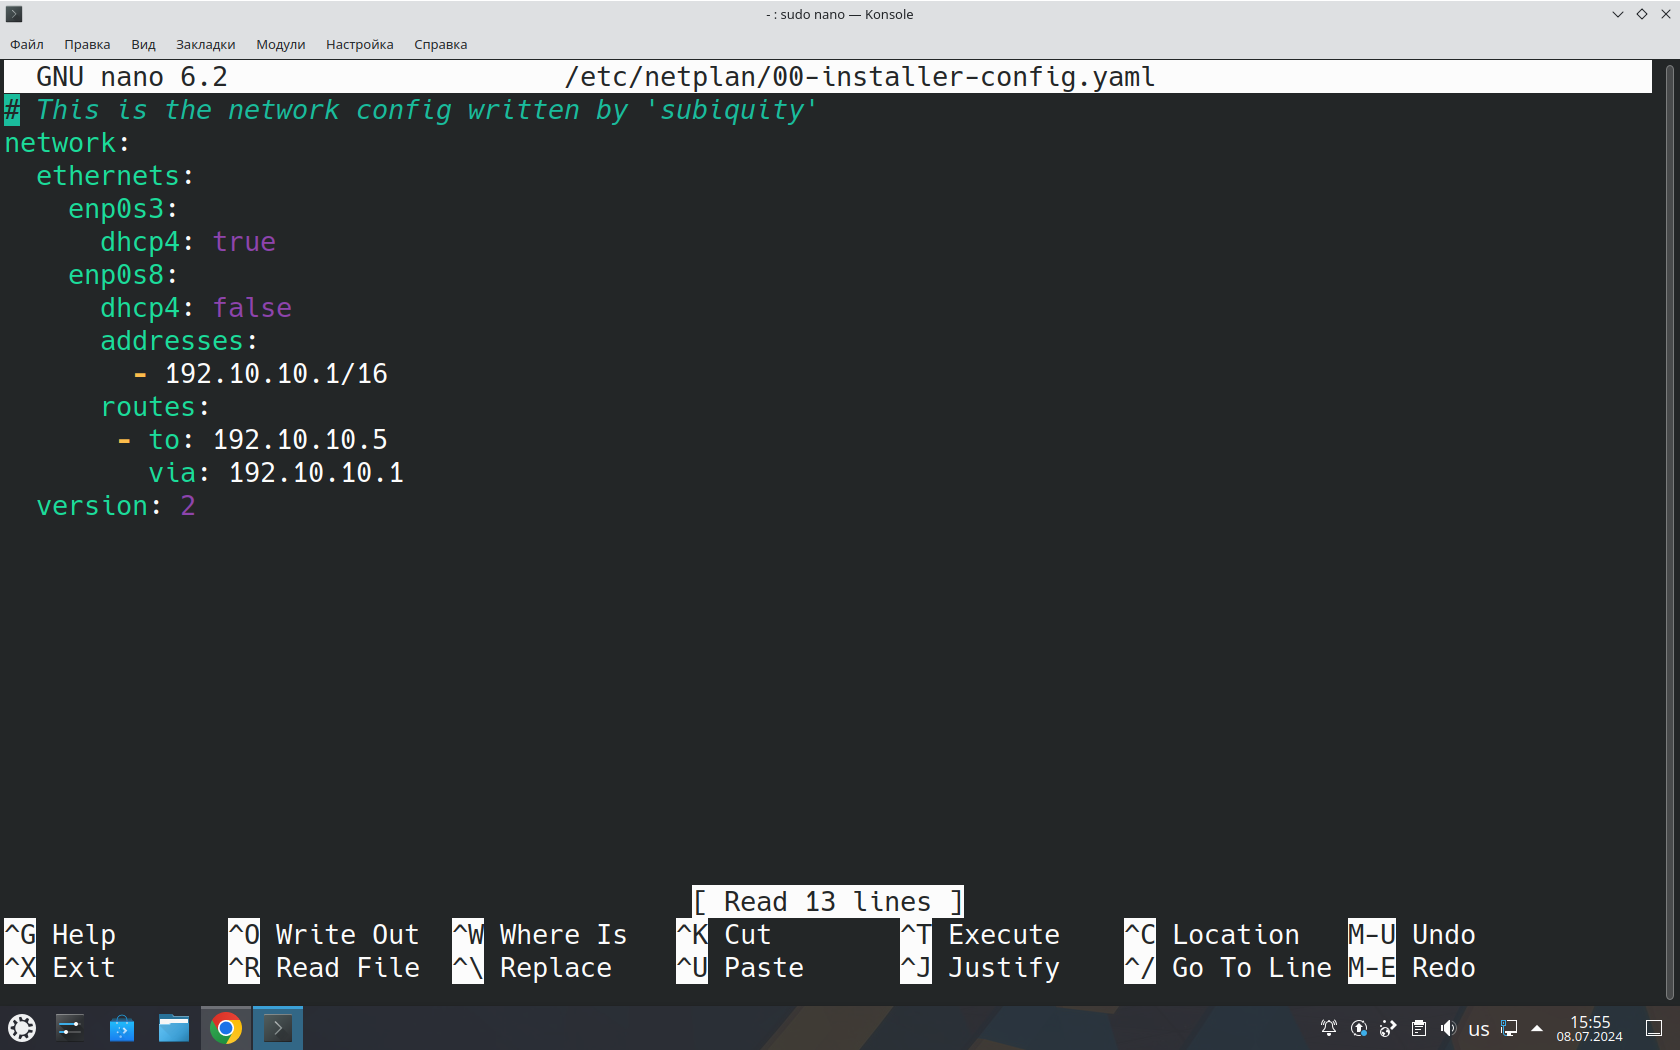 - : sudo nano — Konsole
Файл Правка Вид Закладки Модули Настройка Справка
GNU nano 6.2 /etc/netplan/00-installer-config.yaml
# This is the network config written by 'subiquity'
network:
  ethernets:
    enp0s3:
      dhcp4: true
    enp0s8:
      dhcp4: false
      addresses:
        - 192.10.10.1/16
      routes:
       - to: 192.10.10.5
         via: 192.10.10.1
  version: 2
[ Read 13 lines ]
^G Help ^O Write Out ^W Where Is ^K Cut ^T Execute ^C Location M-U Undo
^X Exit ^R Read File ^\ Replace ^U Paste ^J Justify ^/ Go To Line M-E Redo
us 15:55
08.07.2024